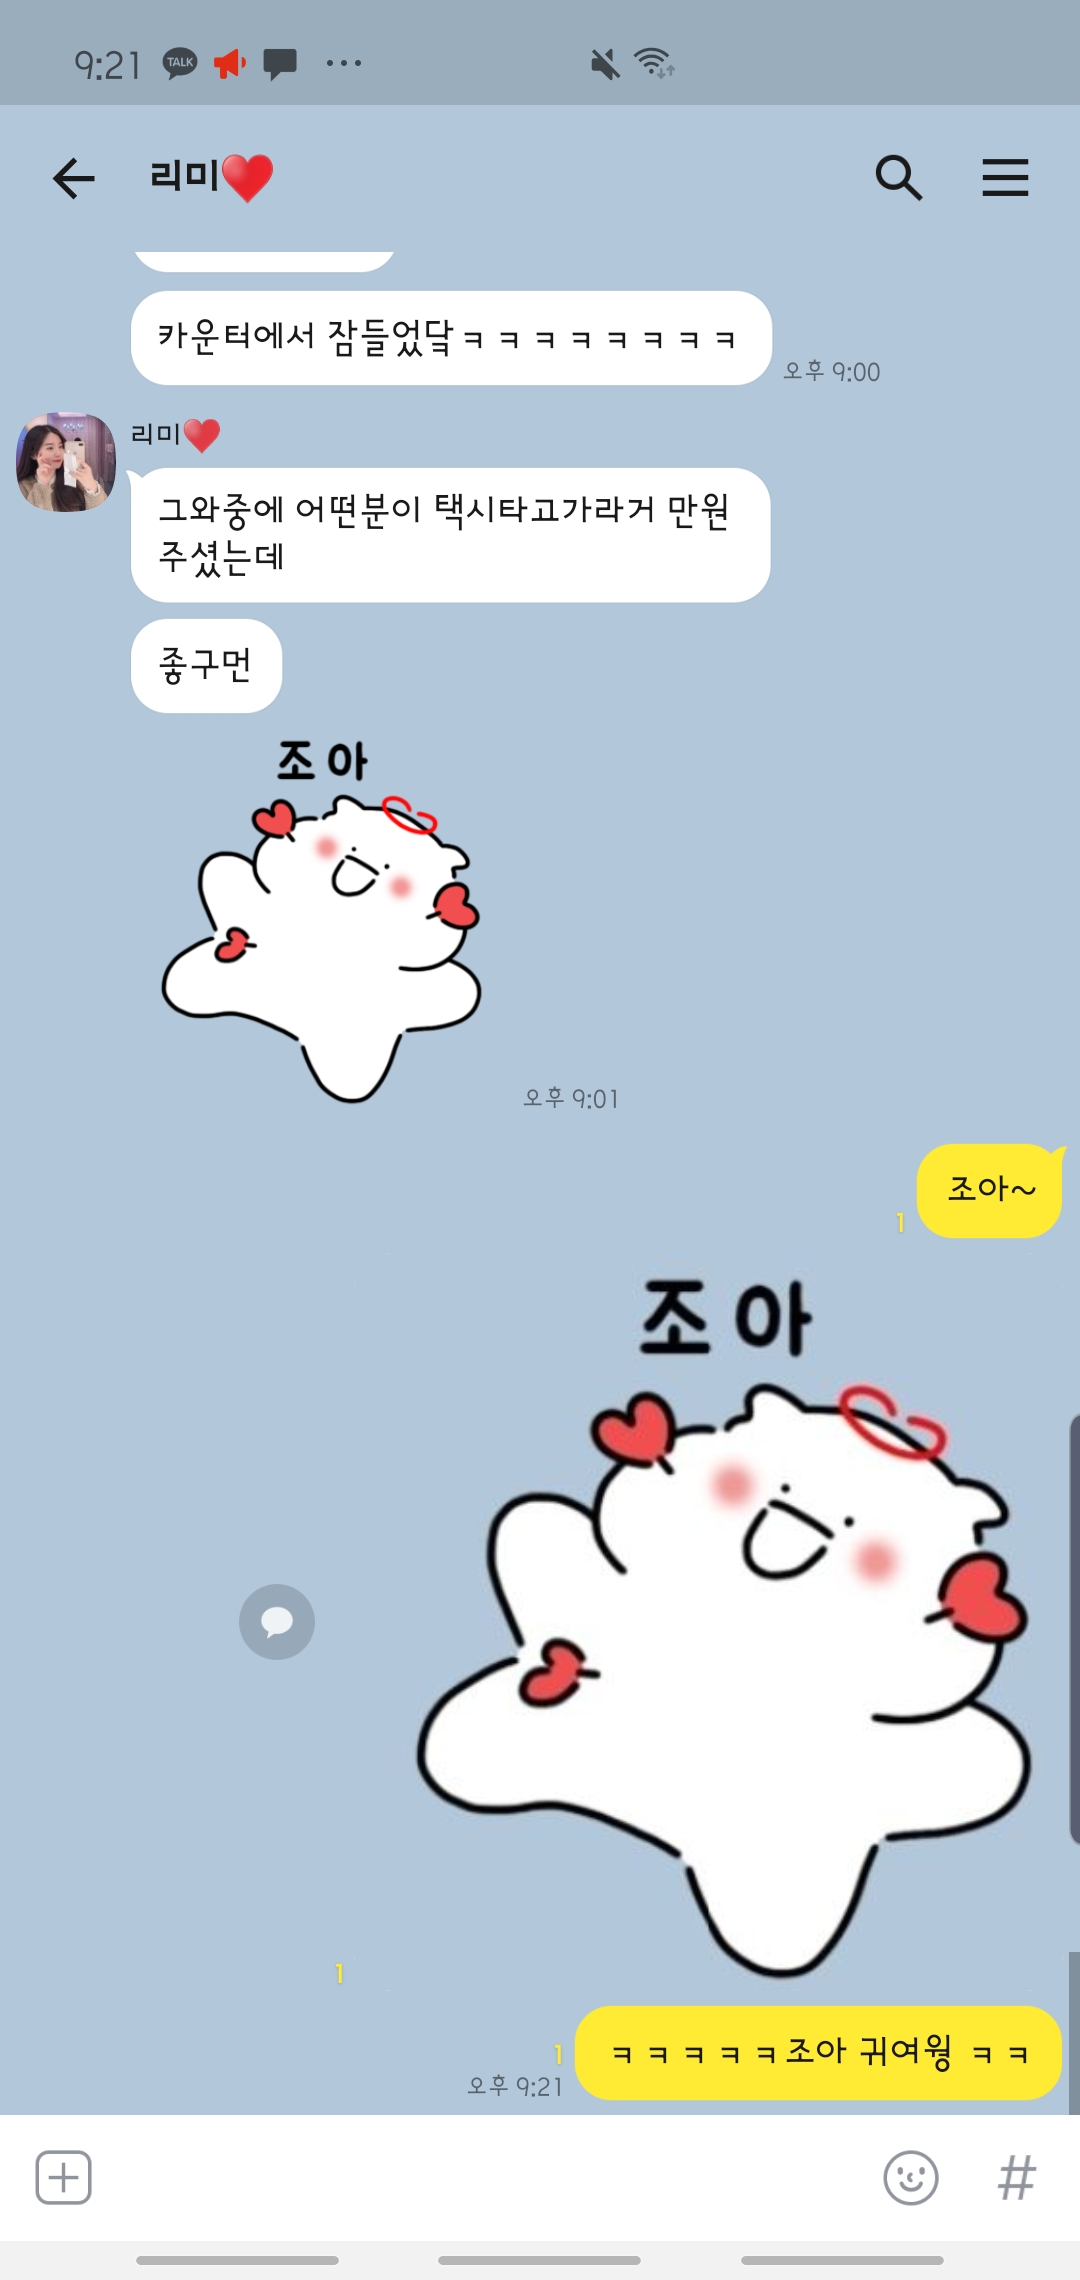 9:21 TALK
리미❤️
카운터에서 잠들었닼ㅋㅋㅋㅋㅋㅋㅋㅋ
오후 9:00
리미❤️
그와중에 어떤분이 택시타고가라거 만원
주셨는데
좋구먼
조아
오후 9:01
조아~
1
조아
1
ㅋㅋㅋㅋㅋ조아 귀여웡 ㅋㅋ
1
오후 9:21
#